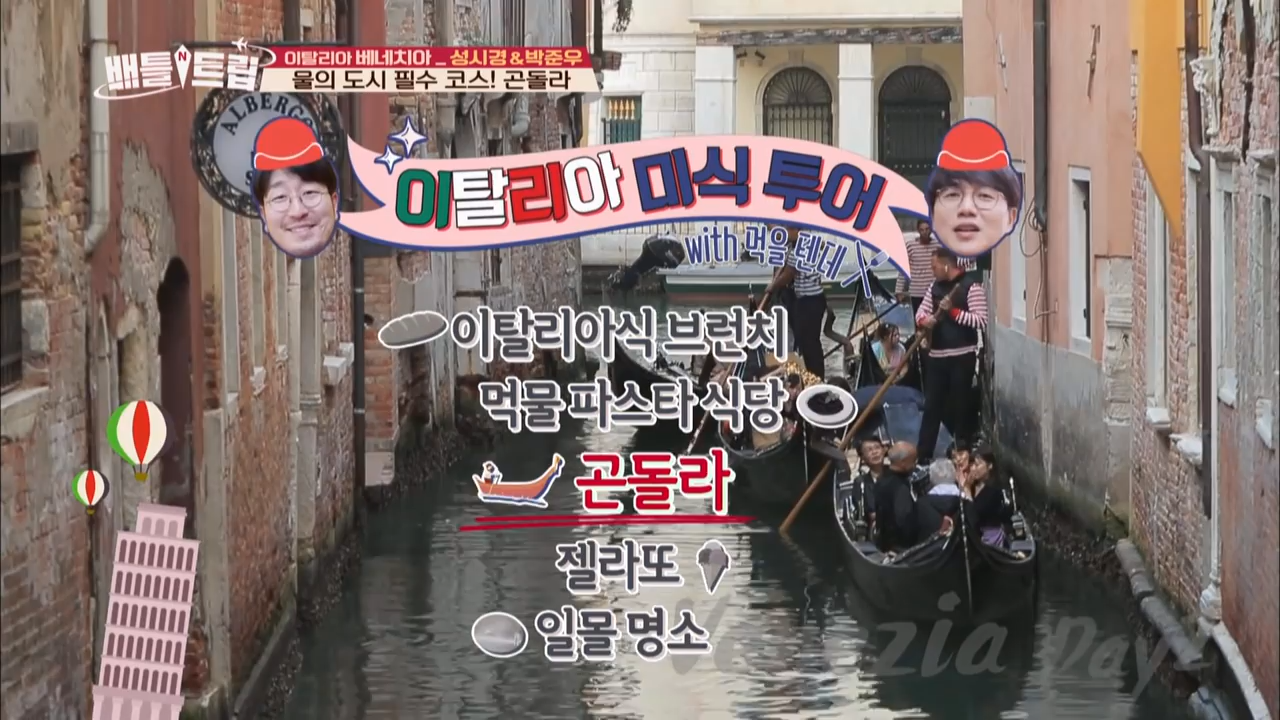 배틀트립
이탈리아 베네치아 _ 성시경&박준우
물의 도시 필수 코스! 곤돌라
ALBERGO
이탈리아 미식 투어
with 먹을 텐데
이탈리아식 브런치
먹물 파스타 식당
곤돌라
젤라또
일몰 명소
Venezia Day